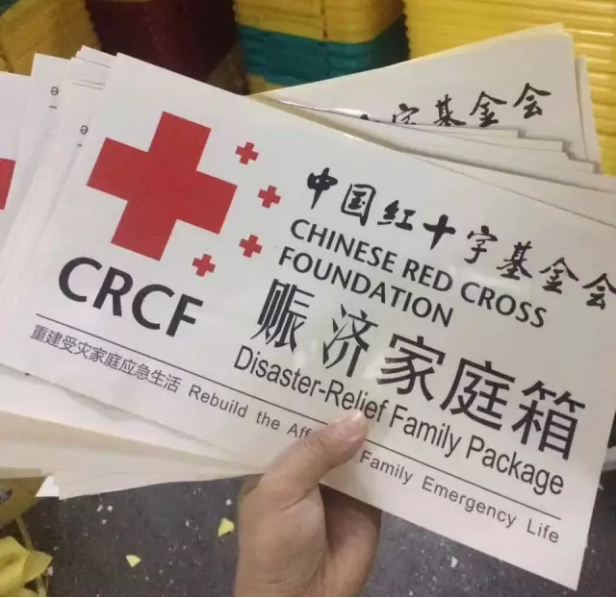 字基金会
中国红十字基金会
CHINESE RED CROSS
FOUNDATION
CRCF
赈济家庭箱
Disaster-Relief Family Package
重建受灾家庭应急生活 Rebuild the Family Emergency Life